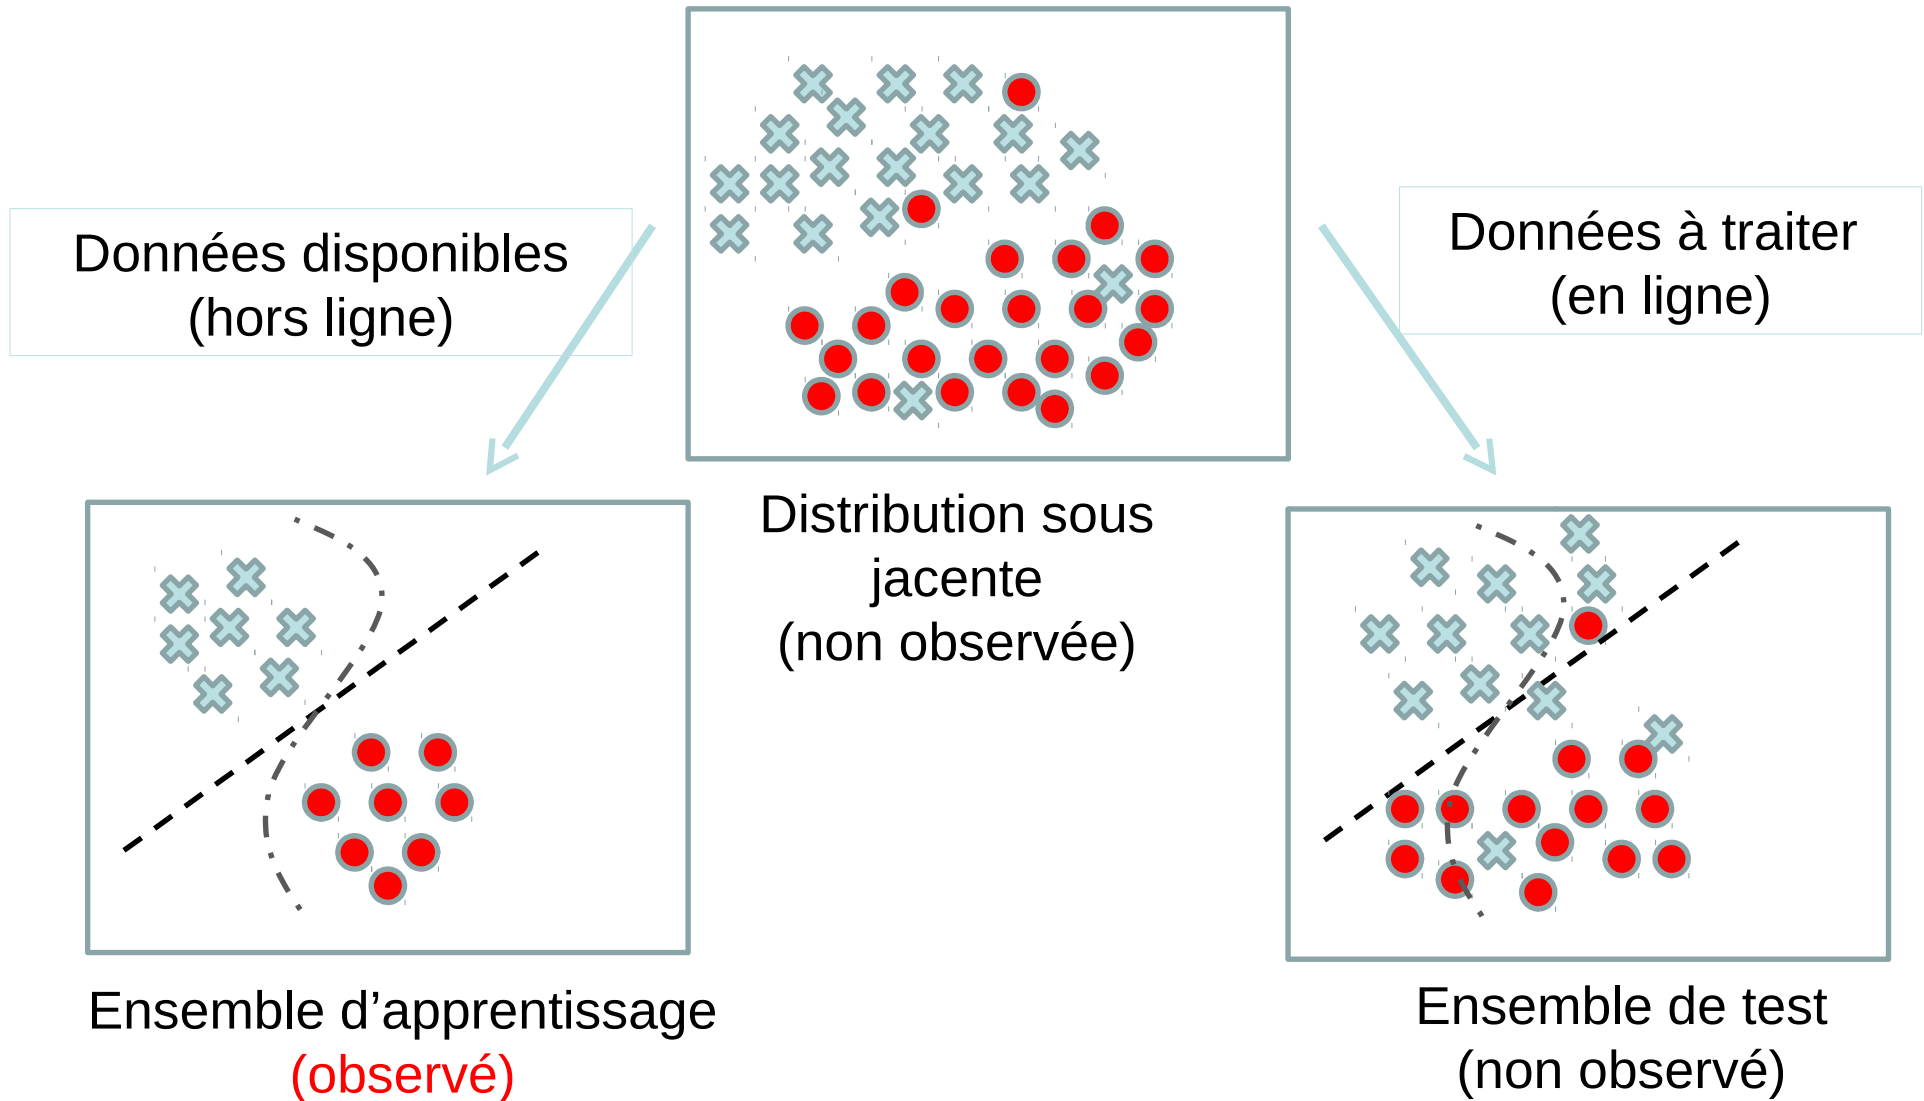 Données disponibles
(hors ligne)
Données à traiter
(en ligne)
Distribution sous
jacente
(non observée)
Ensemble d’apprentissage
(observé)
Ensemble de test
(non observé)